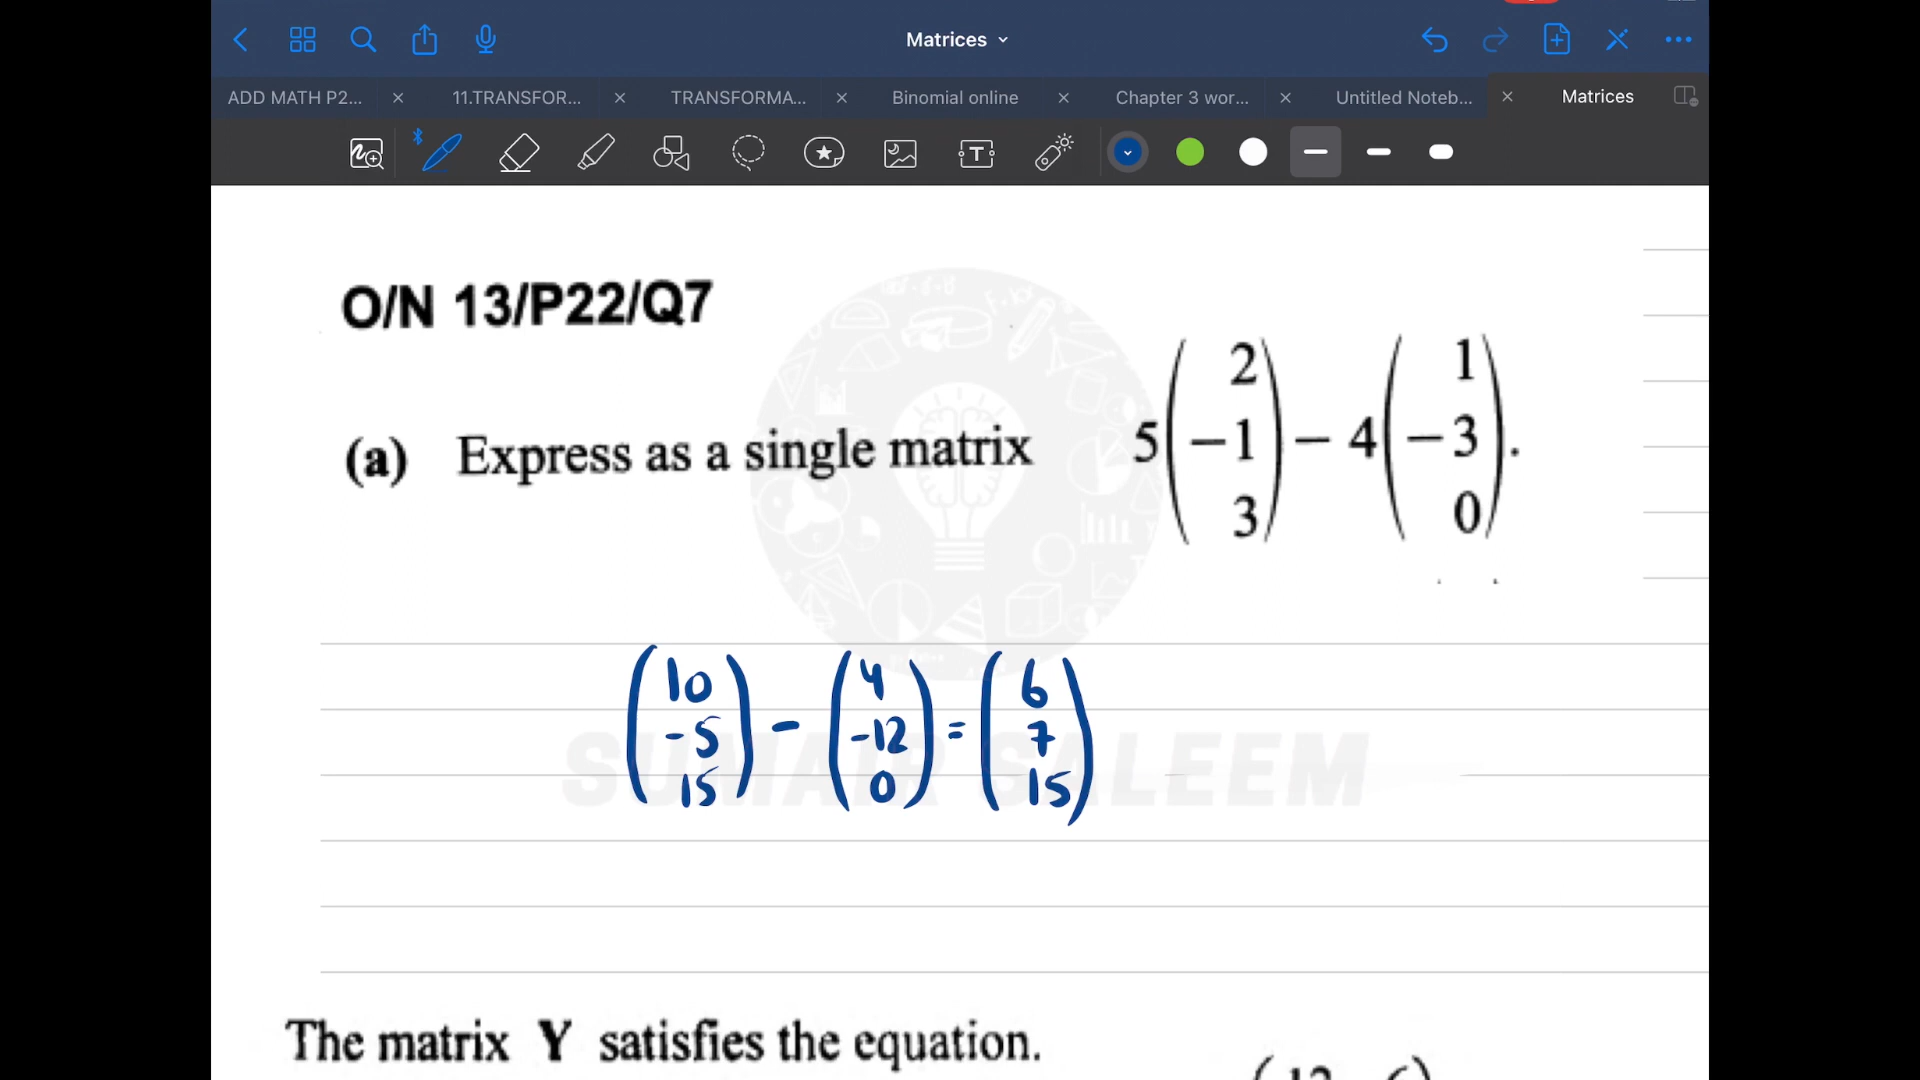 Matrices
ADD MATH P2... 11.TRANSFOR... TRANSFORMA... Binomial online Chapter 3 wor... Untitled Noteb... Matrices
O/N 13/P22/Q7
(a) Express as a single matrix 5(2 −1 3) − 4(1 −3 0).
(10 -5 15) - (4 -12 0) = (6 7 15)
SUHAIR SALEEM
The matrix Y satisfies the equation.